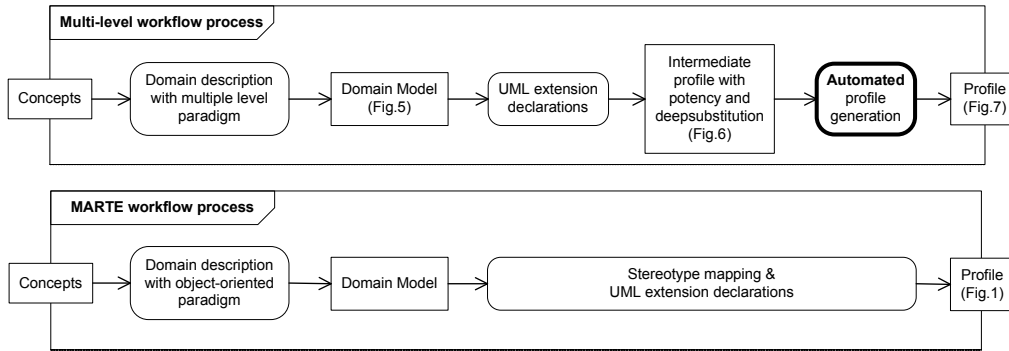 Multi-level workflow process
Concepts
Domain description
with multiple level
paradigm
Domain Model
(Fig.5)
UML extension
declarations
Intermediate
profile with
potency and
deepsubstitution
(Fig.6)
Automated
profile
generation
Profile
(Fig.7)
MARTE workflow process
Concepts
Domain description
with object-oriented
paradigm
Domain Model
Stereotype mapping &
UML extension declarations
Profile
(Fig.1)